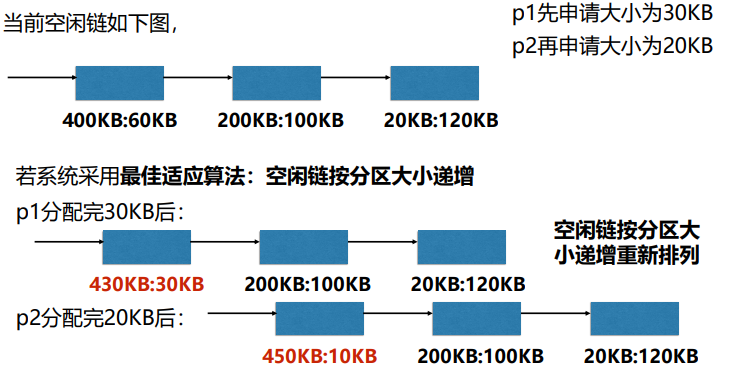 当前空闲链如下图，
p1先申请大小为30KB
p2再申请大小为20KB
400KB:60KB 200KB:100KB 20KB:120KB
若系统采用最佳适应算法：空闲链按分区大小递增
p1分配完30KB后：
空闲链按分区大
小递增重新排列
430KB:30KB 200KB:100KB 20KB:120KB
p2分配完20KB后：
450KB:10KB 200KB:100KB 20KB:120KB